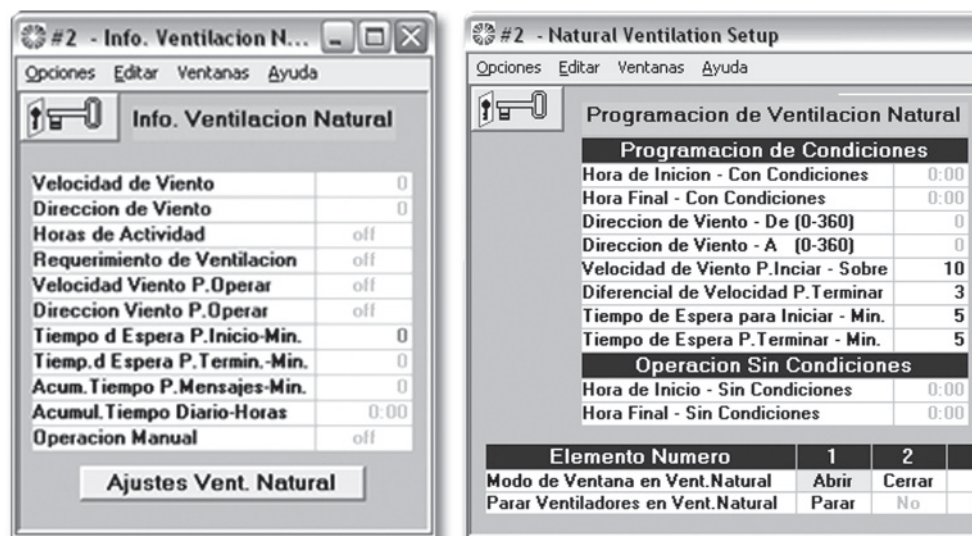 #2 - Info. Ventilacion N...
Opciones Editar Ventanas Ayuda
Info. Ventilacion Natural
Velocidad de Viento 0
Direccion de Viento 0
Horas de Actividad off
Requerimiento de Ventilacion off
Velocidad Viento P.Operar off
Direccion Viento P.Operar off
Tiempo d Espera P.Inicio-Min. 0
Tiemp.d Espera P.Termin.-Min. 0
Acum.Tiempo P.Mensajes-Min. 0
Acumul.Tiempo Diario-Horas 0:00
Operacion Manual off
Ajustes Vent. Natural
#2 - Natural Ventilation Setup
Opciones Editar Ventanas Ayuda
Programacion de Ventilacion Natural
Programacion de Condiciones
Hora de Inicion - Con Condiciones 0:00
Hora Final - Con Condiciones 0:00
Direccion de Viento - De (0-360) 0
Direccion de Viento - A (0-360) 0
Velocidad de Viento P.Inciar - Sobre 10
Diferencial de Velocidad P.Terminar 3
Tiempo de Espera para Iniciar - Min. 5
Tiempo de Espera P.Terminar - Min. 5
Operacion Sin Condiciones
Hora de Inicio - Sin Condiciones 0:00
Hora Final - Sin Condiciones 0:00
Elemento Numero 1 2
Modo de Ventana en Vent.Natural Abrir Cerrar
Parar Ventiladores en Vent.Natural Parar No